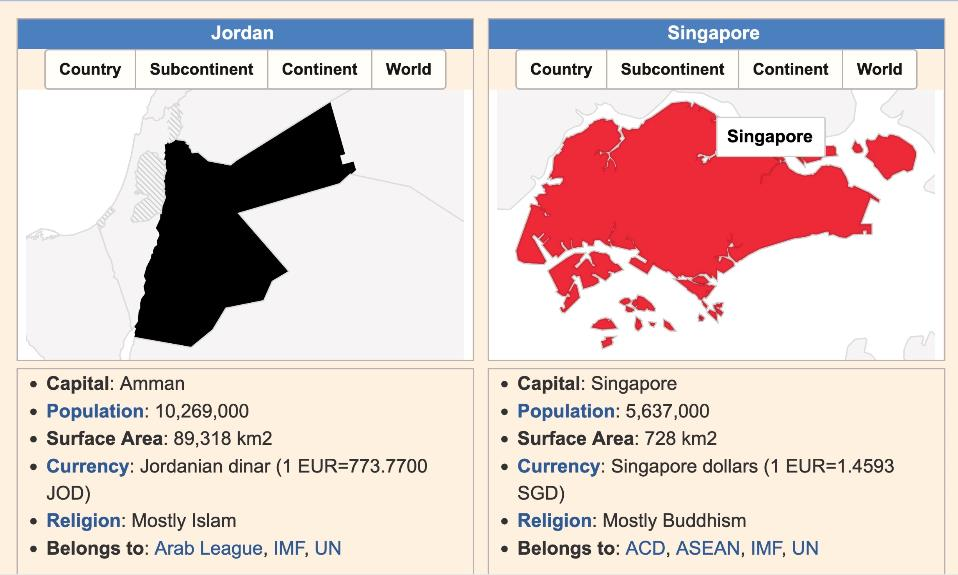 Jordan
Country Subcontinent Continent World
Capital: Amman
Population: 10,269,000
Surface Area: 89,318 km2
Currency: Jordanian dinar (1 EUR=773.7700
JOD)
Religion: Mostly Islam
Belongs to: Arab League, IMF, UN
Singapore
Country Subcontinent Continent World
Singapore
Capital: Singapore
Population: 5,637,000
Surface Area: 728 km2
Currency: Singapore dollars (1 EUR=1.4593
SGD)
Religion: Mostly Buddhism
Belongs to: ACD, ASEAN, IMF, UN